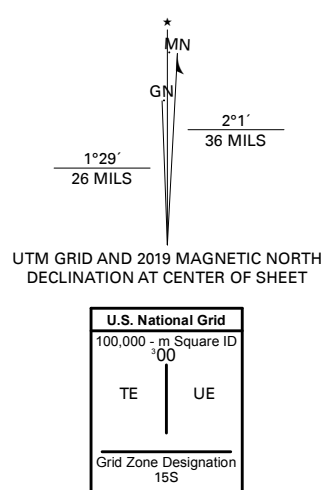 ★
MN
GN
1°29´
26 MILS
2°1´
36 MILS
UTM GRID AND 2019 MAGNETIC NORTH
DECLINATION AT CENTER OF SHEET
U.S. National Grid
100,000 - m Square ID
³00
TE UE
Grid Zone Designation
15S